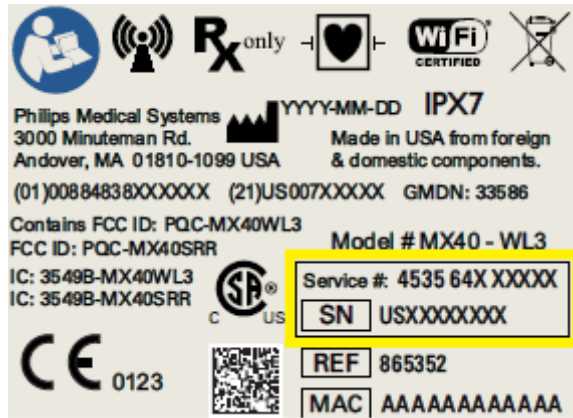 Rx only
Wi Fi
CERTIFIED
Philips Medical Systems
3000 Minuteman Rd.
Andover, MA 01810-1099 USA
YYYY-MM-DD IPX7
Made in USA from foreign
& domestic components.
(01)00884838XXXXXX (21)US007XXXXX GMDN: 33586
Contains FCC ID: PQC-MX40WL3
FCC ID: PQC-MX40SRR
Model # MX40 - WL3
IC: 3549B-MX40WL3
IC: 3549B-MX40SRR
SA®
C US
Service #: 4535 64X XXXXX
SN USXXXXXXXX
CE 0123
REF 865352
MAC AAAAAAAAAAAA